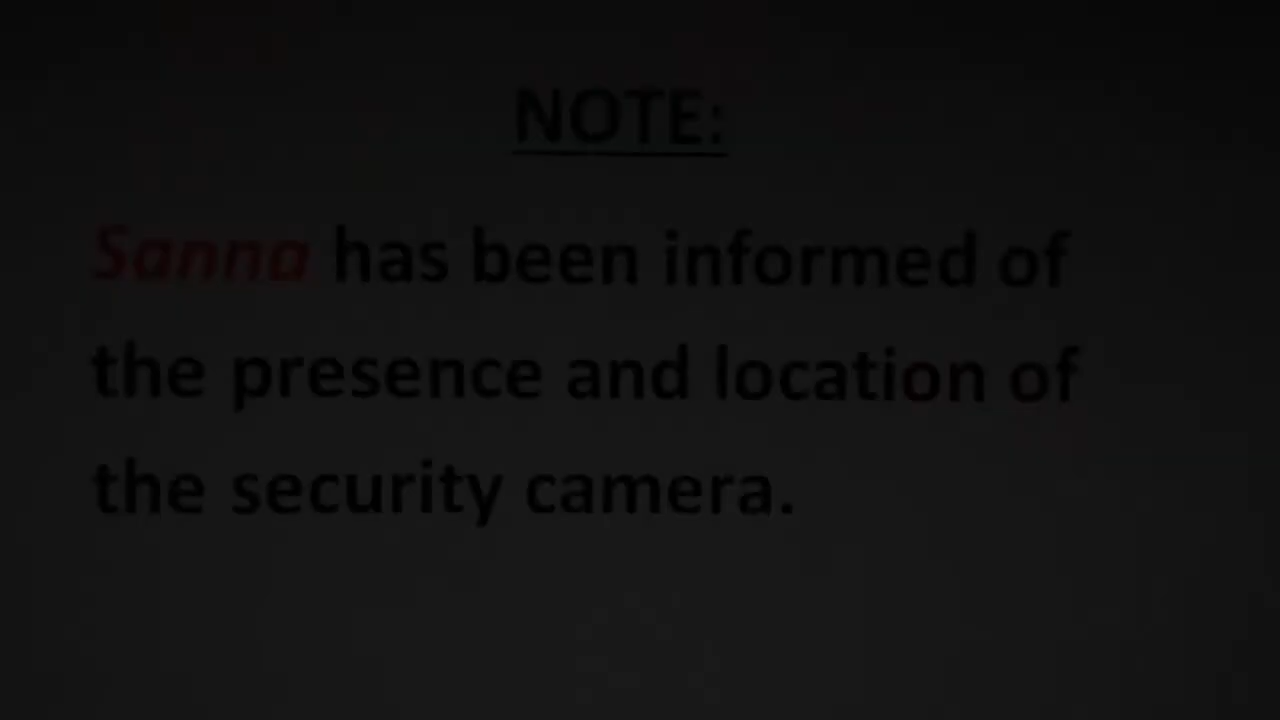 NOTE:
Sanna has been informed of
the presence and location of
the security camera.